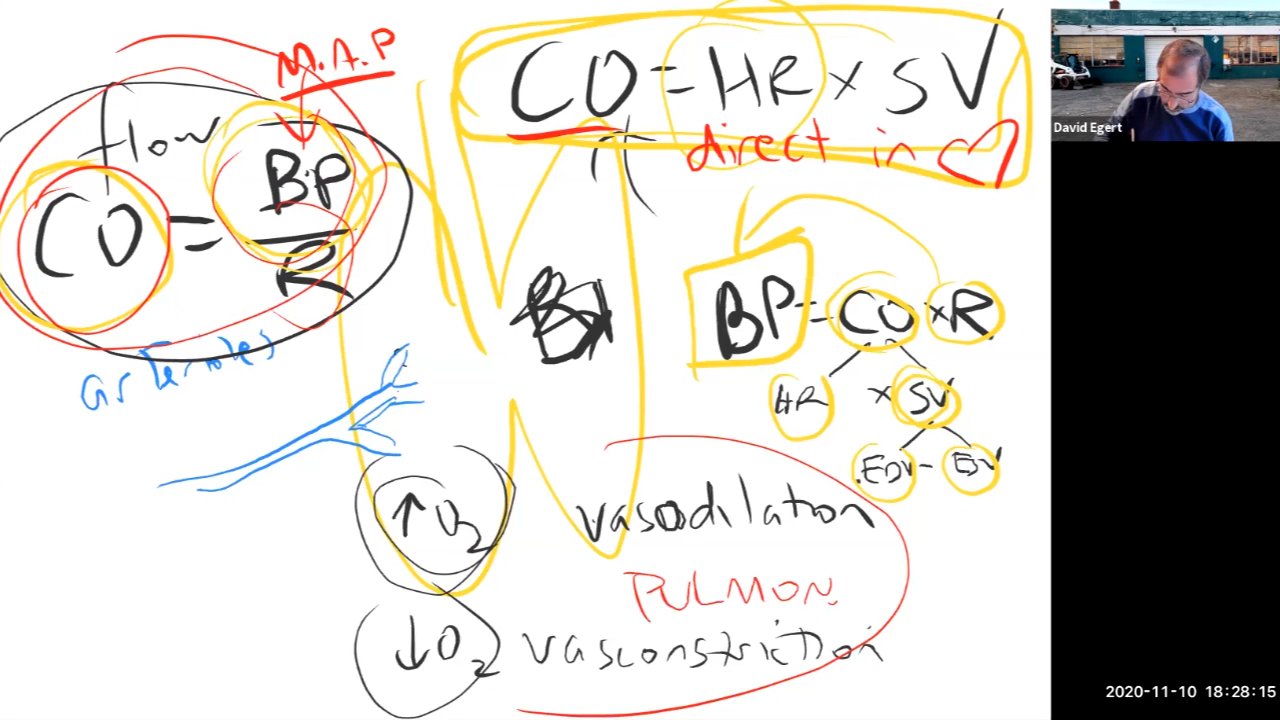 M.A.P
CO = HR x SV
direct in
flow
CO = BP
R
BP = CO x R
arterioles
HR x SV
EDV - ESV
↑O2 vasodilation
PULMON.
↓O2 vasconstriction
David Egert
2020-11-10 18:28:15